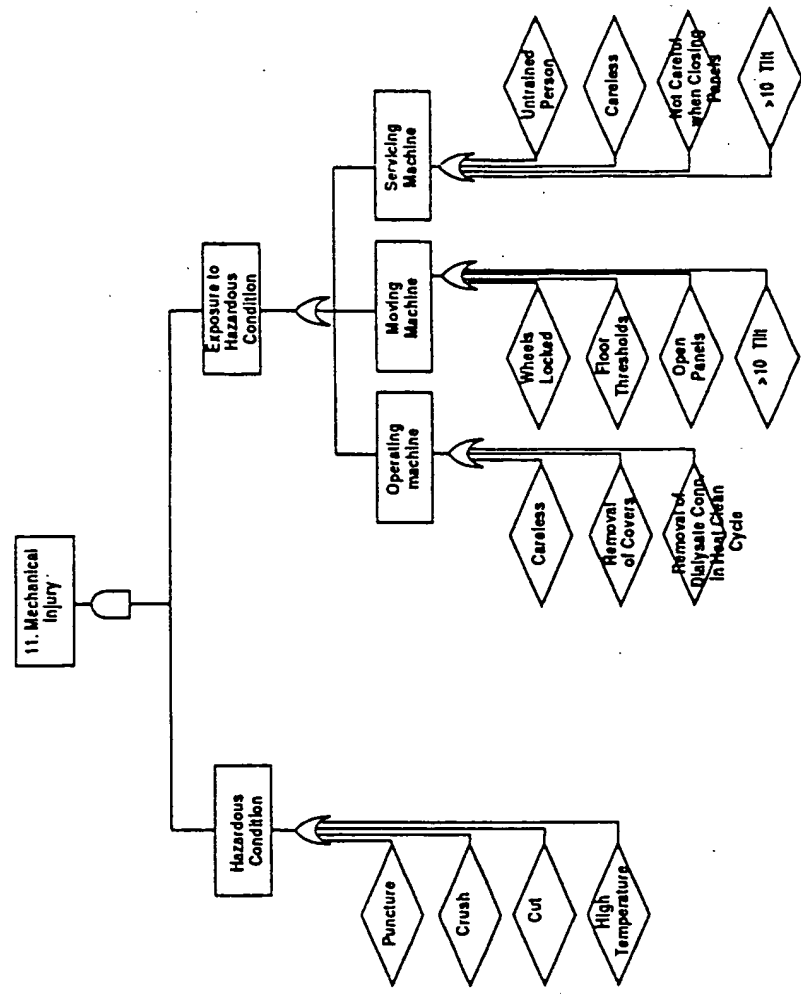 11. Mechanical
Injury
Hazardous
Condition
Exposure to
Hazardous
Condition
Puncture
Crush
Cut
High
Temperature
Operating
machine
Moving
Machine
Servicing
Machine
Careless
Removal
of Covers
Removal of
Dialysate Conn.
in Heat Clean
Cycle
Wheels
Locked
Floor
Thresholds
Open
Panels
>10 Tilt
Untrained
Person
Careless
Not Careful
when Closing
Panels
>10 Tilt